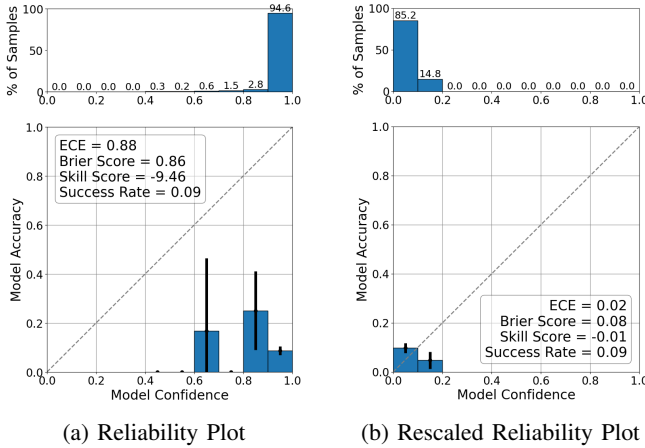 100
50
0
% of Samples
0.0 0.0 0.0 0.0 0.3 0.2 0.6 1.5 2.8 94.6
0.0 0.2 0.4 0.6 0.8 1.0
1.0
0.8
0.6
0.4
0.2
0.0
Model Accuracy
ECE = 0.88
Brier Score = 0.86
Skill Score = -9.46
Success Rate = 0.09
0.0 0.2 0.4 0.6 0.8 1.0
Model Confidence
(a) Reliability Plot
100
50
0
% of Samples
85.2 14.8 0.0 0.0 0.0 0.0 0.0 0.0 0.0 0.0
0.0 0.2 0.4 0.6 0.8 1.0
1.0
0.8
0.6
0.4
0.2
0.0
Model Accuracy
ECE = 0.02
Brier Score = 0.08
Skill Score = -0.01
Success Rate = 0.09
0.0 0.2 0.4 0.6 0.8 1.0
Model Confidence
(b) Rescaled Reliability Plot